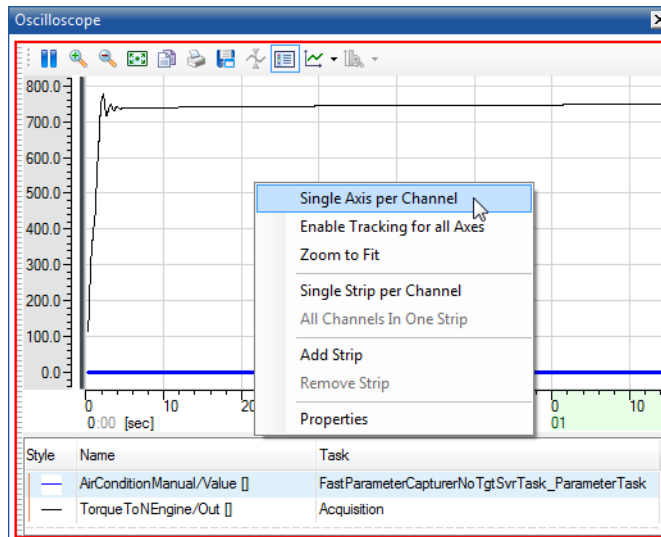 Oscilloscope
800.0
700.0
600.0
500.0
400.0
300.0
200.0
100.0
0.0
Single Axis per Channel
Enable Tracking for all Axes
Zoom to Fit
Single Strip per Channel
All Channels In One Strip
Add Strip
Remove Strip
Properties
0 10 20 0 10
0:00 [sec] 01
Style Name Task
AirConditionManual/Value [] FastParameterCapturerNoTgtSvrTask_ParameterTask
TorqueToNEngine/Out [] Acquisition